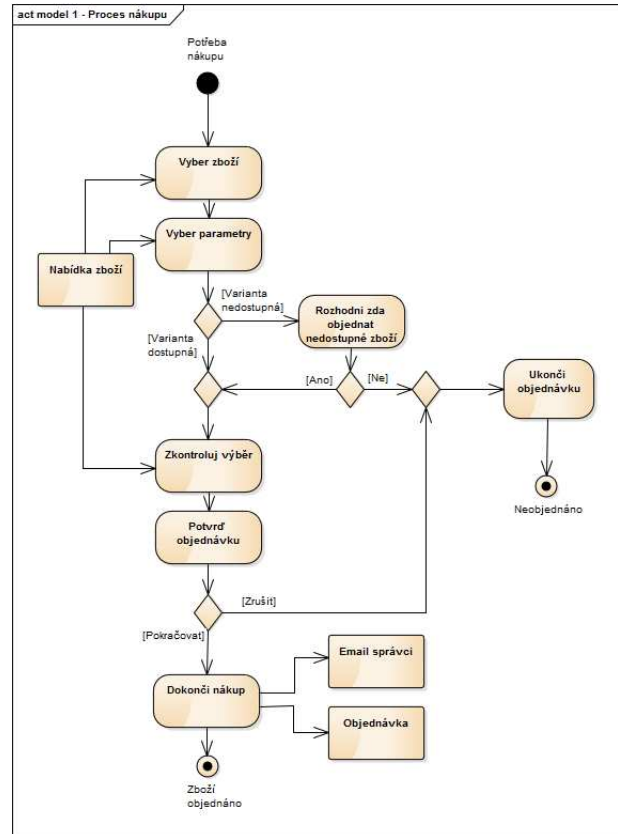 act model 1 - Proces nákupu
Potřeba
nákupu
Vyber zboží
Vyber parametry
Nabídka zboží
[Varianta
nedostupná]
Rozhodni zda
objednat
nedostupné zboží
[Varianta
dostupná]
[Ano]
[Ne]
Ukonči
objednávku
Zkontroluj výběr
Neobjednáno
Potvrď
objednávku
[Zrušit]
[Pokračovat]
Email správci
Dokonči nákup
Objednávka
Zboží
objednáno